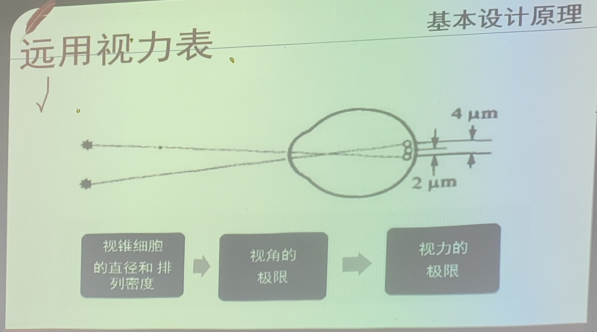 基本设计原理
远用视力表
4 μm
2 μm
视锥细胞
的直径和 排
列密度
视角的
极限
视力的
极限